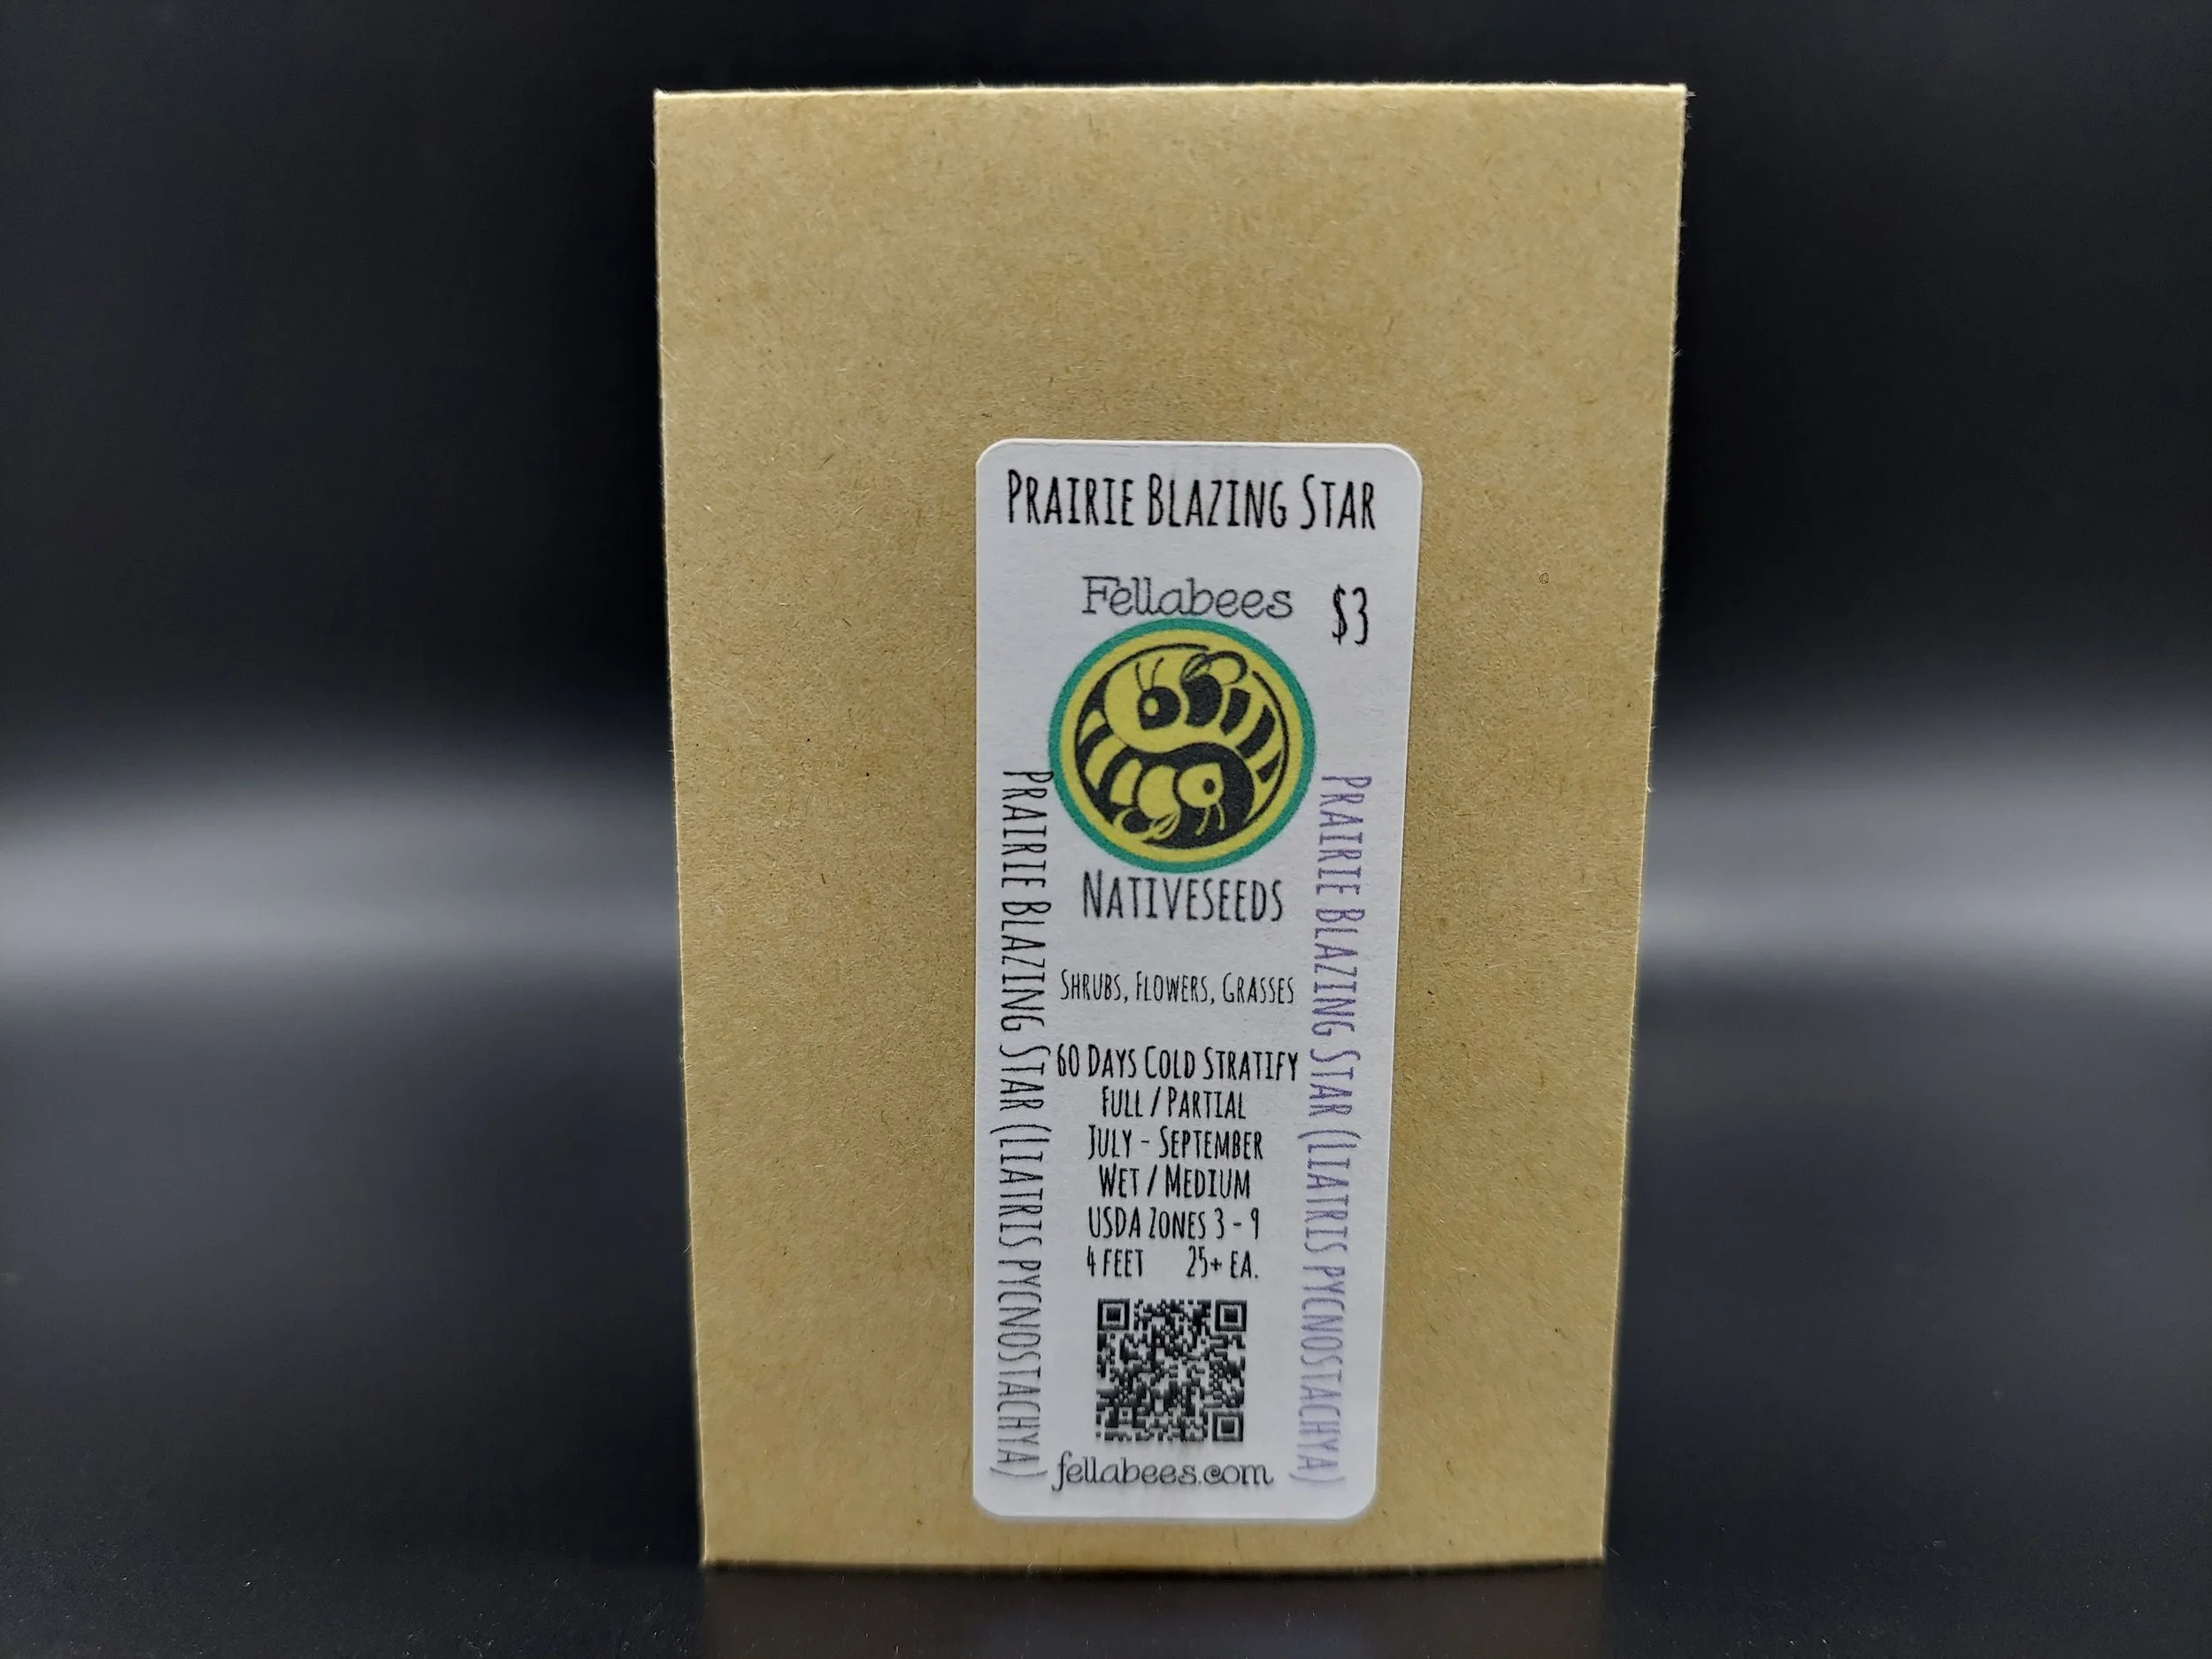 Prairie Blazing Star
Fellabees
$3
Nativeseeds
Shrubs, Flowers, Grasses
60 Days Cold Stratify
Full / Partial
July - September
Wet / Medium
USDA Zones 3 - 9
4 feet 25+ ea.
fellabees.com
Prairie Blazing Star (Liatris pycnostachya)
Prairie Blazing Star (Liatris pycnostachya)